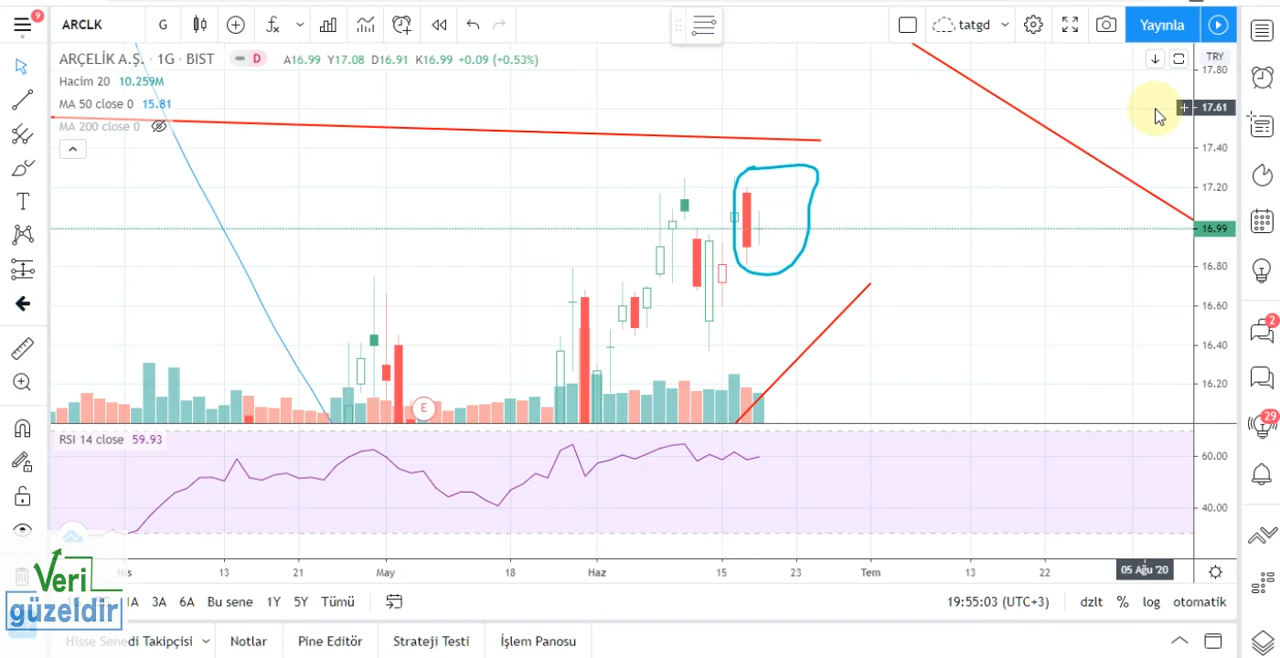 9
ARCLK
G
tatgd
Yayınla
ARÇELİK A.Ş. · 1G · BIST
D
A16.99 Y17.08 D16.91 K16.99 +0.09 (+0.53%)
TRY
17.80
Hacim 20 10.259M
MA 50 close 0 15.81
17.61
MA 200 close 0
17.40
17.20
16.99
16.80
16.60
16.40
16.20
E
2
29
RSI 14 close 59.93
60.00
40.00
13
21
May
18
Haz
15
23
Tem
13
22
05 Ağu '20
Veri
güzeldir
3A
6A
Bu sene
1Y
5Y
Tümü
19:55:03 (UTC+3)
dzlt
%
log
otomatik
Hisse Senedi Takipçisi
Notlar
Pine Editör
Strateji Testi
İşlem Panosu